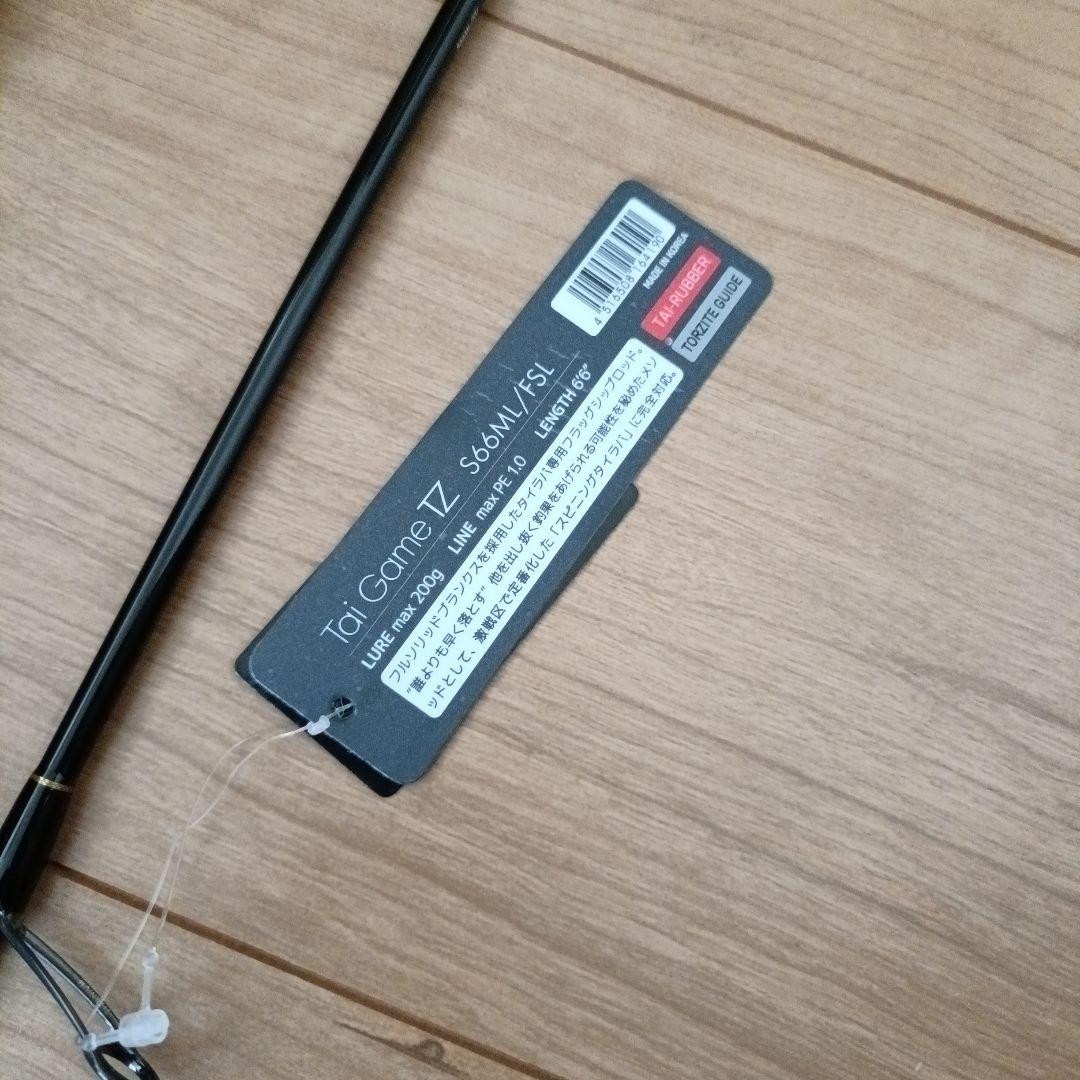 Tai Game TZ S66ML/FSL
LURE max 200g LINE max PE 1.0 LENGTH 6'6"
フルソリッドブランクスを採用したタイラバ専用フラッグシップロッド。
"誰よりも早く落とす" 他を出し抜く釣果をあげられる可能性を秘めたメソ
ッドとして、激戦区で定番化した「スピニングタイラバ」に完全対応。
4 516508 164190
MADE IN KOREA
TAI-RUBBER
TORZITE GUIDE